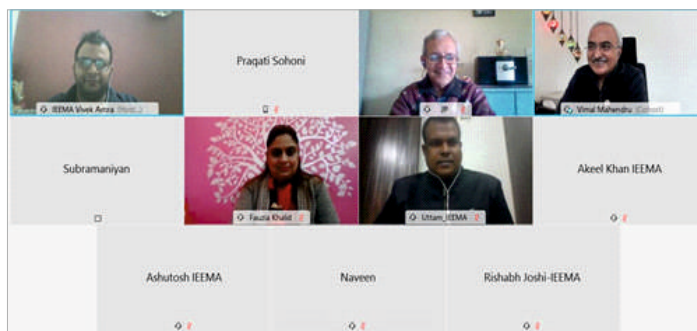 IEEMA Vivek Arora (Host...)
Praqati Sohoni
JP
Vimal Mahendru (Cohost)
Subramaniyan
Fauzia Khalid
Uttam_IEEMA
Akeel Khan IEEMA
Ashutosh IEEMA
Naveen
Rishabh Joshi-IEEMA